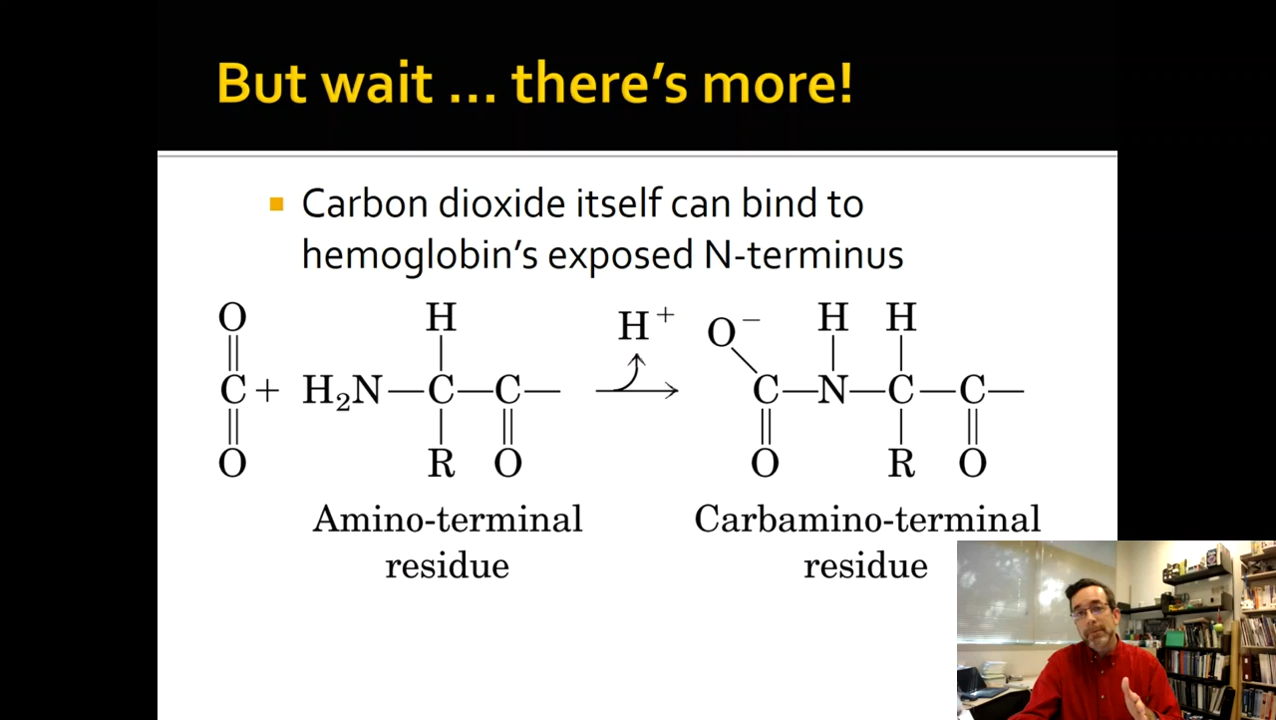 But wait ... there's more!
Carbon dioxide itself can bind to
hemoglobin's exposed N-terminus
O H H⁺ O⁻ H H
C + H₂N—C—C— C—N—C—C—
O R O O R O
Amino-terminal Carbamino-terminal
residue residue